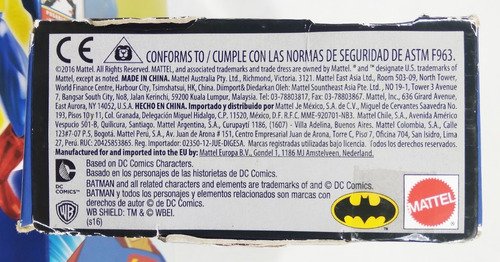 CE CONFORMS TO / CUMPLE CON LAS NORMAS DE SEGURIDAD DE ASTM F963.
©2016 Mattel. All Rights Reserved. MATTEL, and associated trademarks and trade dress are owned by Mattel. ® and ™ designate U.S. trademarks of
Mattel, except as noted. MADE IN CHINA. Mattel Australia Pty. Ltd., Richmond, Victoria. 3121. Mattel East Asia Ltd., Room 503-09, North Tower,
World Finance Centre, Harbour City, Tsimshatsui, HK, China. Diimport & Diedarkan Oleh: Mattel Southeast Asia Pte. Ltd., NO 19-1, Tower 3 Avenue
7, Bangsar South City, No 8, Jalan Kerinchi, 59200 Kuala Lumpur, Malaysia. Tel: 03-78803817, Fax: 03-78803867. Mattel, Inc., 636 Girard Avenue,
East Aurora, NY 14052, U.S.A. HECHO EN CHINA. Importado y distribuido por Mattel de México, S.A. de C.V., Miguel de Cervantes Saavedra No.
193, Pisos 10 y 11, Col. Granada, Delegación Miguel Hidalgo, C.P. 11520, México, D.F. R.F.C. MME-920701-NB3. Mattel Chile, S.A., Avenida Américo
Vespucio 501-B, Quilicura, Santiago. Mattel Argentina, S.A., Curupaytí 1186, (1607) - Villa Adelina, Buenos Aires. Mattel Colombia, S.A., Calle
123#7-07 P.5, Bogotá. Mattel Perú, S.A., Av. Juan de Arona # 151, Centro Empresarial Juan de Arona, Torre C, Piso 7, Oficina 704, San Isidro, Lima
27, Perú. RUC: 20425853865. Reg. Importador: 02350-12-JUE-DIGESA. MARCAS registradas usadas bajo licencia. Todos los derechos reservados.
Manufactured for and imported into the EU by: Mattel Europa B.V., Gondel 1, 1186 MJ Amstelveen, Nederland.
DC COMICS™
Based on DC Comics Characters.
Basado en los personajes de las historietas de DC Comics.
BATMAN and all related characters and elements are trademarks of and © DC Comics.
BATMAN y todos los personajes y elementos relacionados son marcas con
derechos de autor de © y de DC Comics.
WB
WB SHIELD: TM & © WBEI.
(s16)
MATTEL